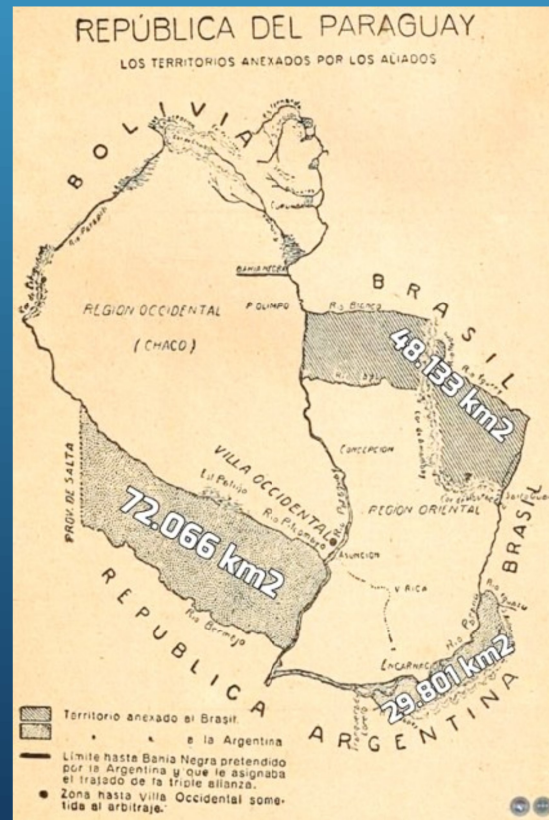 REPÚBLICA DEL PARAGUAY
LOS TERRITORIOS ANEXADOS POR LOS ALIADOS
BOLIVIA
BAHIA NEGRA
BRASIL
REGION OCCIDENTAL
(CHACO)
F. OLIMPO
Rio Blanco
48.133 km2
CONCEPCION
PROV. DE SALTA
VILLA OCCIDENTAL
Rio Pilcomayo
REGION ORIENTAL
BRASIL
72.066 km2
ASUNCION
V. RICA
Rio Bermejo
ENCARNAC
29.801 km2
REPUBLICA ARGENTINA
Territorio anexado al Brasil.
" " a la Argentina
Límite hasta Bahia Negra pretendido
por la Argentina y que le asignaba
el tratado de la triple alianza.
Zona hasta Villa Occidental some-
tida al arbitraje.